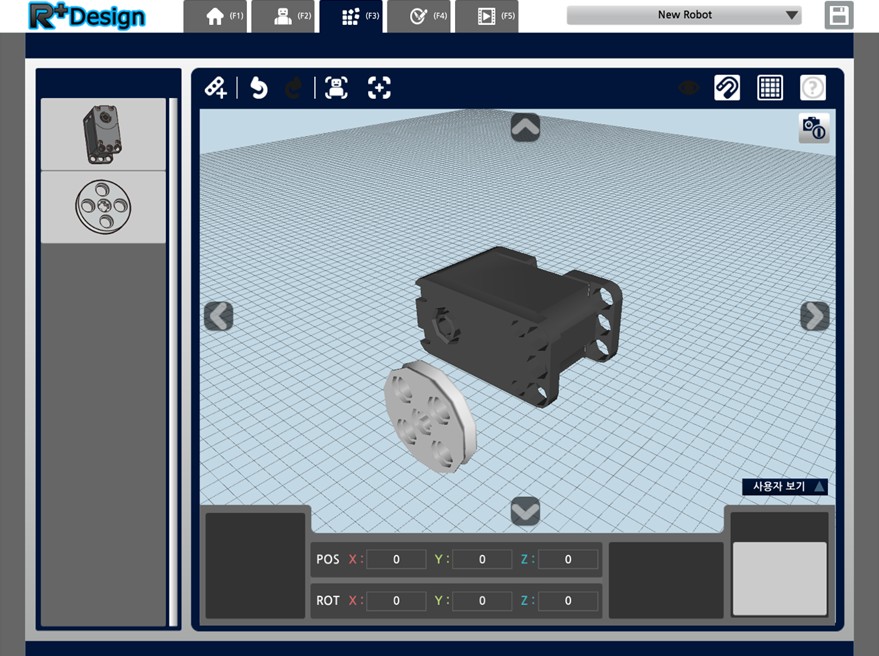 R+Design
(F1)
(F2)
(F3)
(F4)
(F5)
New Robot
사용자 보기
POS X: 0 Y: 0 Z: 0
ROT X: 0 Y: 0 Z: 0